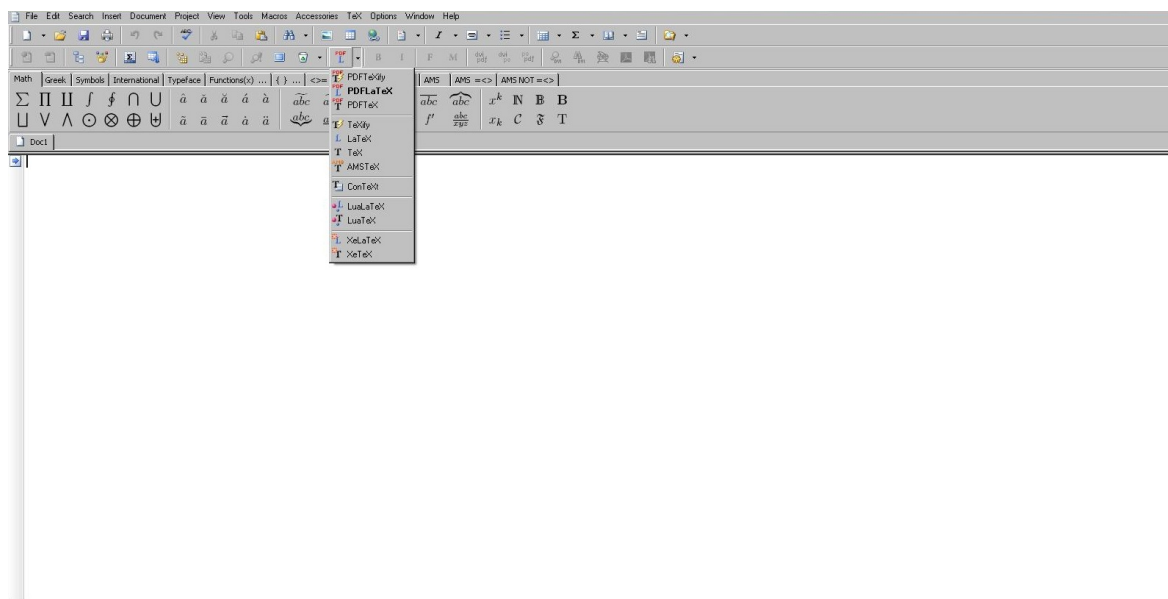 File Edit Search Insert Document Project View Tools Macros Accessories TeX Options Window Help
Math Greek Symbols International Typeface Functions(x) ... { } ... <>= AMS AMS =<> AMS NOT =<>
PDFTeXify
PDFLaTeX
PDFTeX
TeXify
LaTeX
TeX
AMSTeX
ConTeXt
LuaLaTeX
LuaTeX
XeLaTeX
XeTeX
Doc1